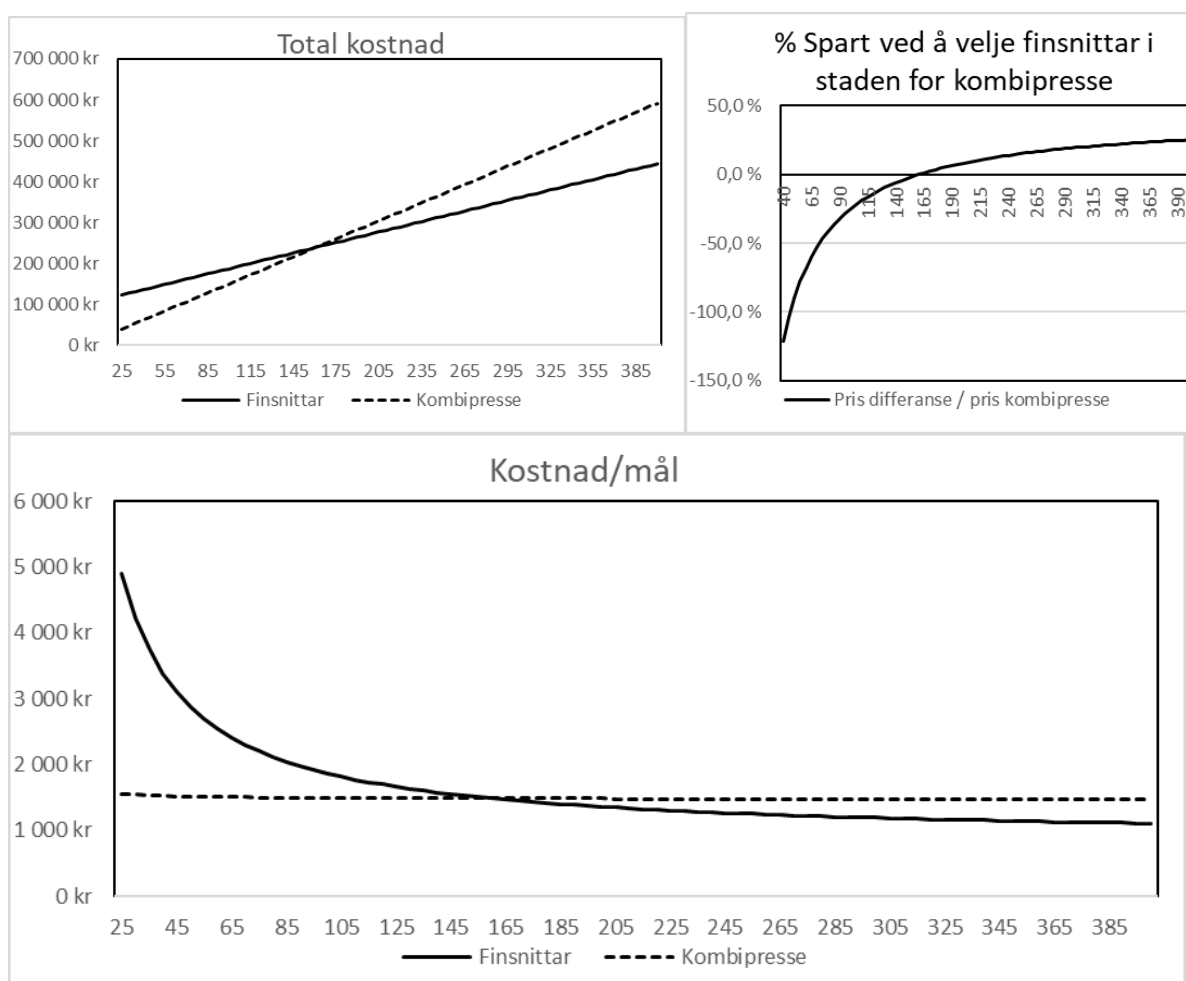 Total kostnad
700 000 kr
600 000 kr
500 000 kr
400 000 kr
300 000 kr
200 000 kr
100 000 kr
0 kr
25 55 85 115 145 175 205 235 265 295 325 355 385
Finsnittar Kombipresse
% Spart ved å velje finsnittar i
staden for kombipresse
50,0 %
0,0 %
-50,0 %
-100,0 %
-150,0 %
40 65 90 115 140 165 190 215 240 265 290 315 340 365 390
Pris differanse / pris kombipresse
Kostnad/mål
6 000 kr
5 000 kr
4 000 kr
3 000 kr
2 000 kr
1 000 kr
0 kr
25 45 65 85 105 125 145 165 185 205 225 245 265 285 305 325 345 365 385
Finsnittar Kombipresse